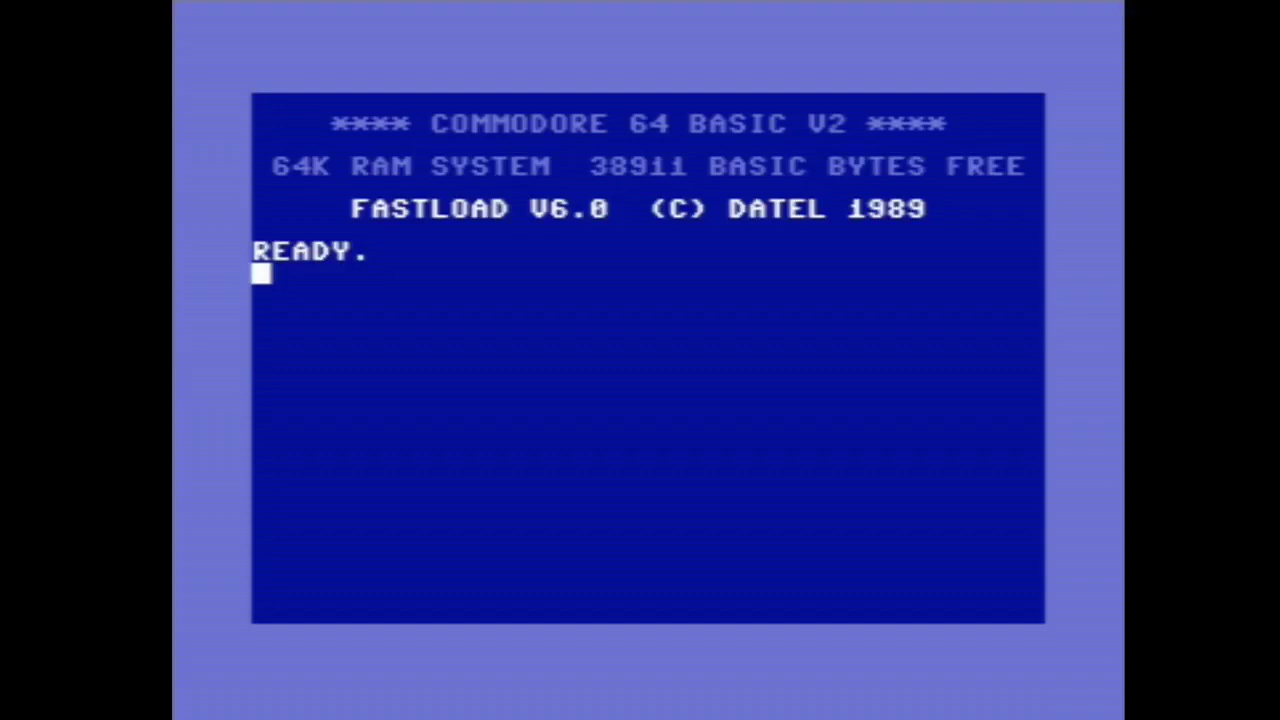 **** COMMODORE 64 BASIC V2 ****
64K RAM SYSTEM  38911 BASIC BYTES FREE
FASTLOAD V6.0  (C) DATEL 1989
READY.